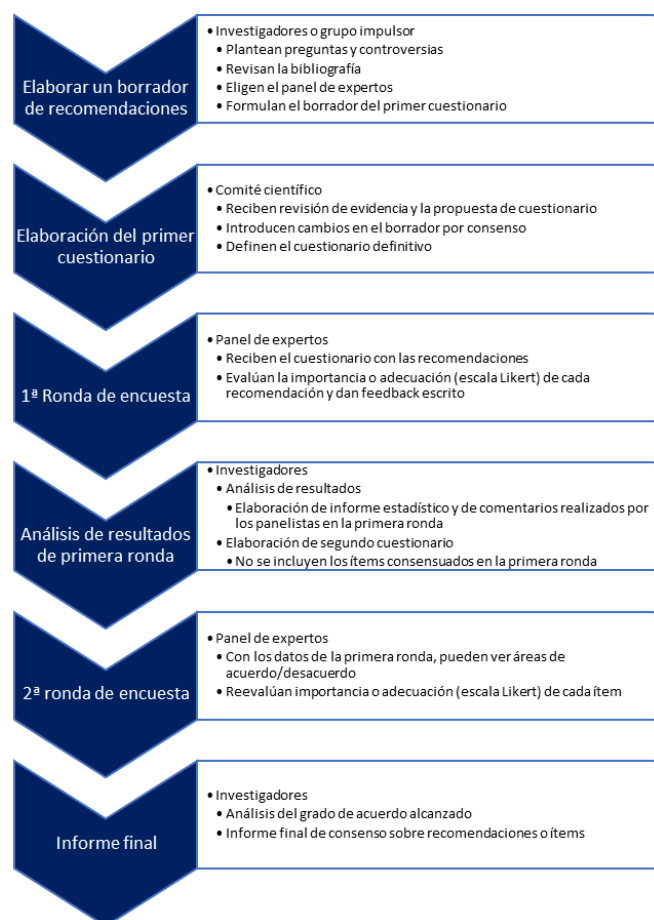 Elaborar un borrador
de recomendaciones
• Investigadores o grupo impulsor
• Plantean preguntas y controversias
• Revisan la bibliografía
• Eligen el panel de expertos
• Formulan el borrador del primer cuestionario
Elaboración del primer
cuestionario
• Comité científico
• Reciben revisión de evidencia y la propuesta de cuestionario
• Introducen cambios en el borrador por consenso
• Definen el cuestionario definitivo
1ª Ronda de encuesta
• Panel de expertos
• Reciben el cuestionario con las recomendaciones
• Evalúan la importancia o adecuación (escala Likert) de cada
recomendación y dan feedback escrito
Análisis de resultados
de primera ronda
• Investigadores
• Análisis de resultados
• Elaboración de informe estadístico y de comentarios realizados por
los panelistas en la primera ronda
• Elaboración de segundo cuestionario
• No se incluyen los ítems consensuados en la primera ronda
2ª ronda de encuesta
• Panel de expertos
• Con los datos de la primera ronda, pueden ver áreas de
acuerdo/desacuerdo
• Reevalúan importancia o adecuación (escala Likert) de cada ítem
Informe final
• Investigadores
• Análisis del grado de acuerdo alcanzado
• Informe final de consenso sobre recomendaciones o ítems